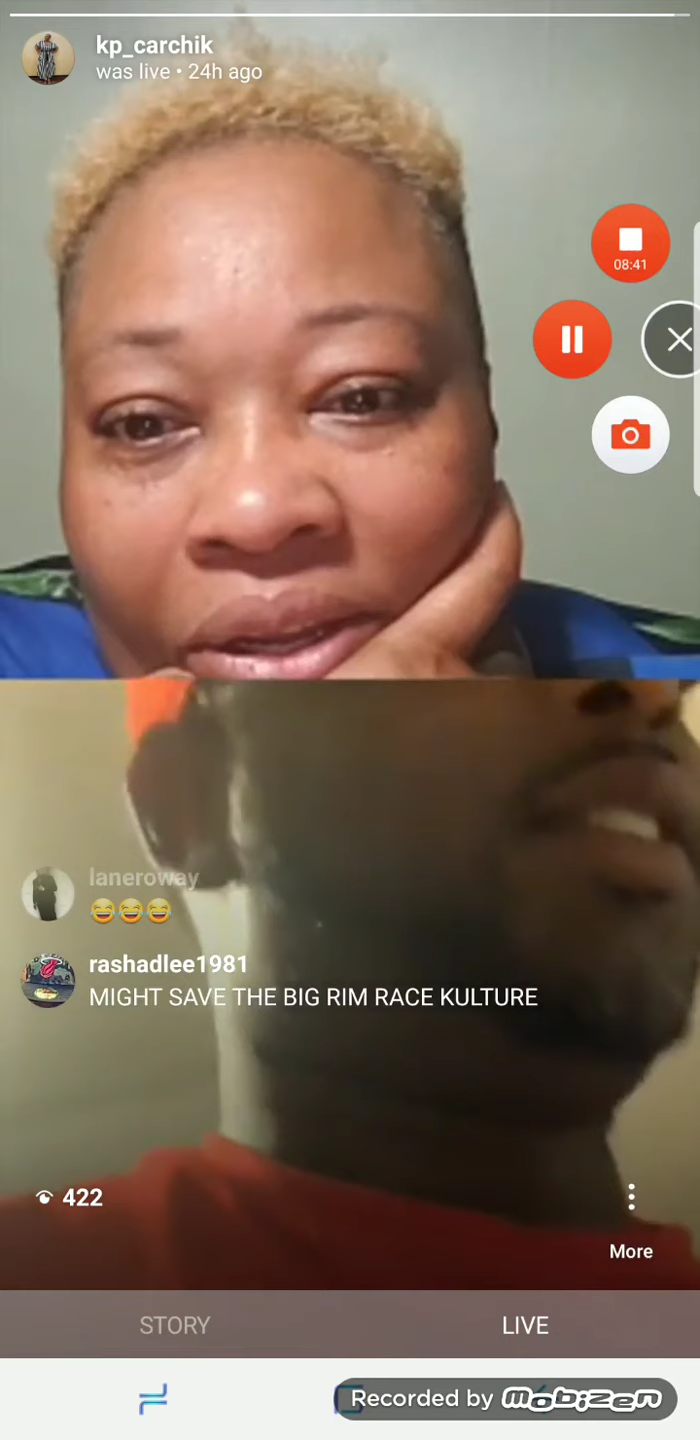 kp_carchik
was live • 24h ago
08:41
laneroway
😂😂😂
rashadlee1981
MIGHT SAVE THE BIG RIM RACE KULTURE
422
More
STORY
LIVE
Recorded by mobizen